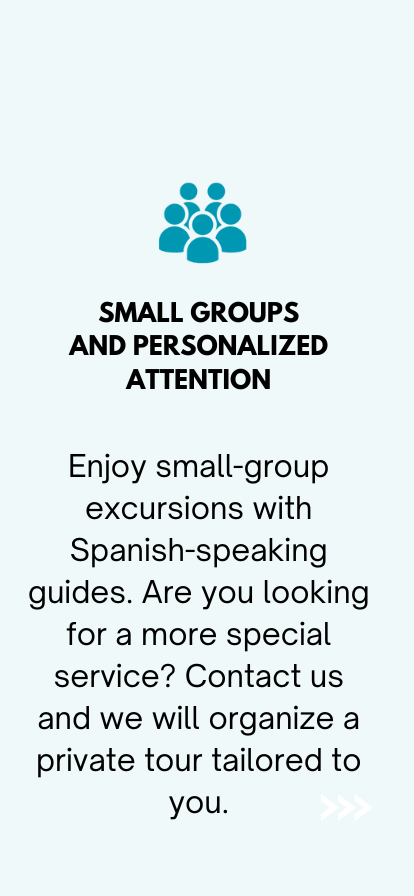 SMALL GROUPS
AND PERSONALIZED
ATTENTION
Enjoy small-group
excursions with
Spanish-speaking
guides. Are you looking
for a more special
service? Contact us
and we will organize a
private tour tailored to
you.